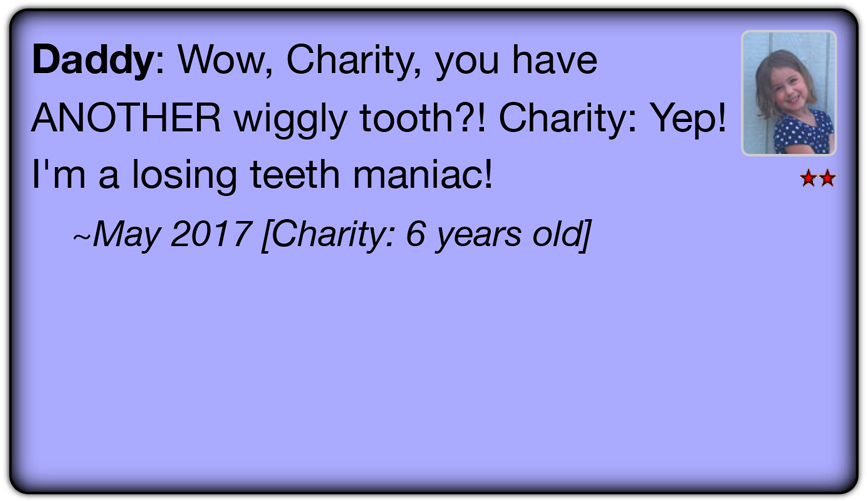 Daddy: Wow, Charity, you have
ANOTHER wiggly tooth?! Charity: Yep!
I'm a losing teeth maniac!
~May 2017 [Charity: 6 years old]